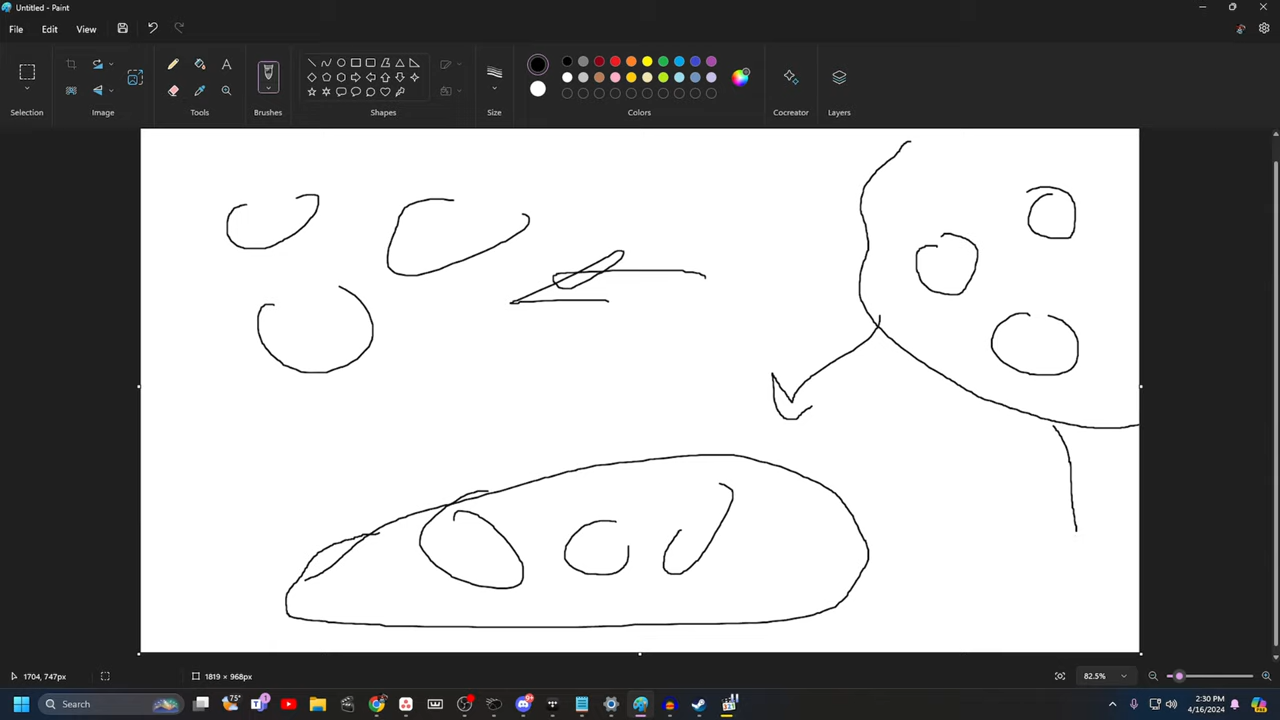 Untitled - Paint
File Edit View
Selection Image Tools Brushes Shapes Size Colors Cocreator Layers
1704, 747px 1819 × 968px 82.5%
Search 75° 2:30 PM
4/16/2024